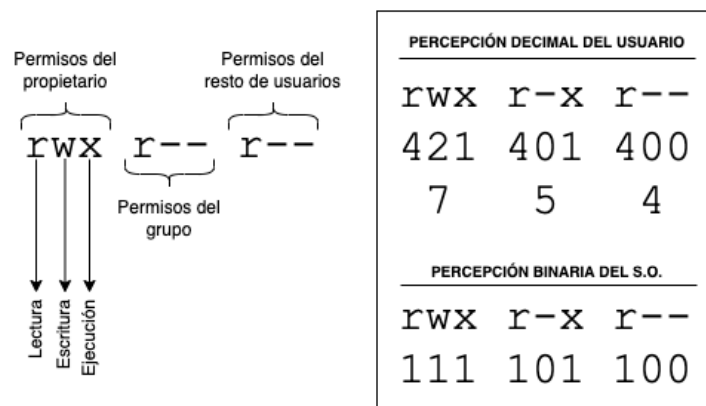 Permisos del
propietario
Permisos del
resto de usuarios
rwx r-- r--
Permisos del
grupo
Lectura
Escritura
Ejecución
PERCEPCIÓN DECIMAL DEL USUARIO
rwx r-x r--
421 401 400
7 5 4
PERCEPCIÓN BINARIA DEL S.O.
rwx r-x r--
111 101 100